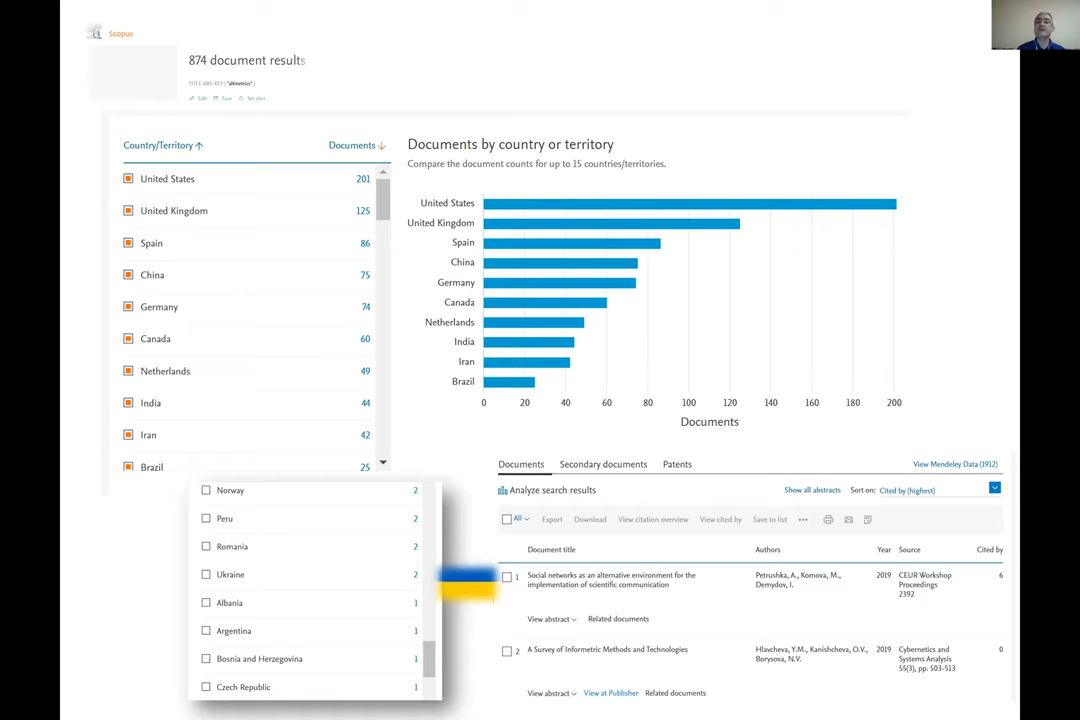 Scopus
874 document results
TITLE-ABS-KEY ( "altmetrics" )
Edit Save Set alert
Country/Territory Documents
United States 201
United Kingdom 125
Spain 86
China 75
Germany 74
Canada 60
Netherlands 49
India 44
Iran 42
Brazil 25
Documents by country or territory
Compare the document counts for up to 15 countries/territories.
United States
United Kingdom
Spain
China
Germany
Canada
Netherlands
India
Iran
Brazil
0 20 40 60 80 100 120 140 160 180 200
Documents
Norway 2
Peru 2
Romania 2
Ukraine 2
Albania 1
Argentina 1
Bosnia and Herzegovina 1
Czech Republic 1
Documents Secondary documents Patents View Mendeley Data (1912)
Analyze search results Show all abstracts Sort on: Cited by (highest)
All Export Download View citation overview View cited by Save to list •••
Document title Authors Year Source Cited by
1 Social networks as an alternative environment for the Petrushka, A., Komova, M., 2019 CEUR Workshop 6
implementation of scientific communication Demydov, I. Proceedings
2392
View abstract Related documents
2 A Survey of Informetric Methods and Technologies Hlavcheva, Y.M., Kanishcheva, O.V., 2019 Cybernetics and 0
Borysova, N.V. Systems Analysis
55(3), pp. 503-513
View abstract View at Publisher Related documents